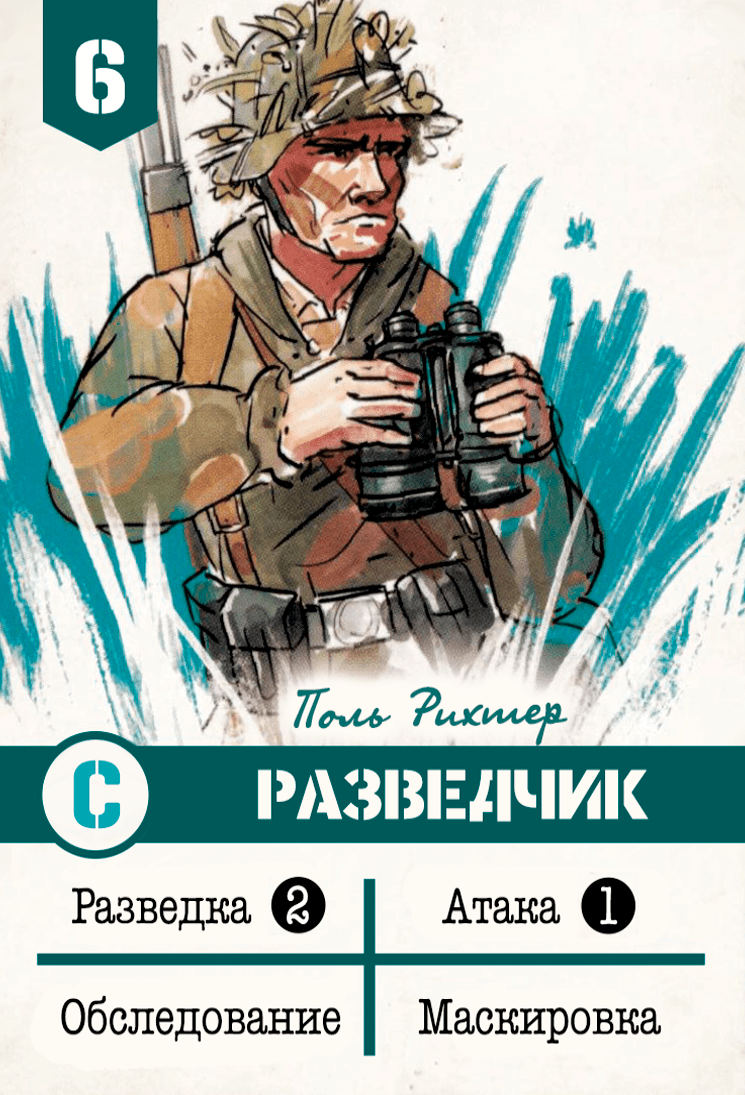 6
Поль Рихтер
С
РАЗВЕДЧИК
Разведка 2
Атака 1
Обследование
Маскировка